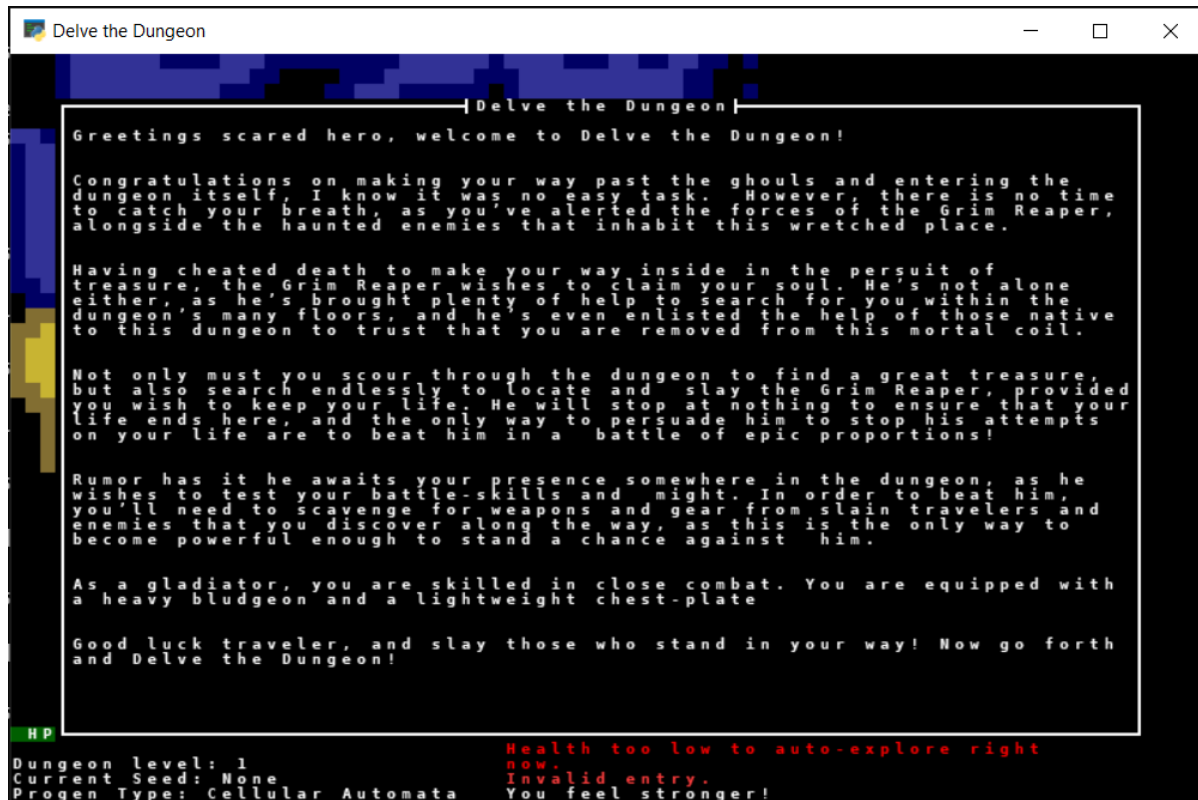 Delve the Dungeon
Delve the Dungeon
Greetings scared hero, welcome to Delve the Dungeon!
Congratulations on making your way past the ghouls and entering the
dungeon itself, I know it was no easy task. However, there is no time
to catch your breath, as you've alerted the forces of the Grim Reaper,
alongside the haunted enemies that inhabit this wretched place.
Having cheated death to make your way inside in the persuit of
treasure, the Grim Reaper wishes to claim your soul. He's not alone
either, as he's brought plenty of help to search for you within the
dungeon's many floors, and he's even enlisted the help of those native
to this dungeon to trust that you are removed from this mortal coil.
Not only must you scour through the dungeon to find a great treasure,
but also search endlessly to locate and slay the Grim Reaper, provided
you wish to keep your life. He will stop at nothing to ensure that your
life ends here, and the only way to persuade him to stop his attempts
on your life are to beat him in a battle of epic proportions!
Rumor has it he awaits your presence somewhere in the dungeon, as he
wishes to test your battle-skills and might. In order to beat him,
you'll need to scavenge for weapons and gear from slain travelers and
enemies that you discover along the way, as this is the only way to
become powerful enough to stand a chance against him.
As a gladiator, you are skilled in close combat. You are equipped with
a heavy bludgeon and a lightweight chest-plate
Good luck traveler, and slay those who stand in your way! Now go forth
and Delve the Dungeon!
HP
Health too low to auto-explore right
Dungeon level: 1 now.
Current Seed: None Invalid entry.
Progen Type: Cellular Automata You feel stronger!